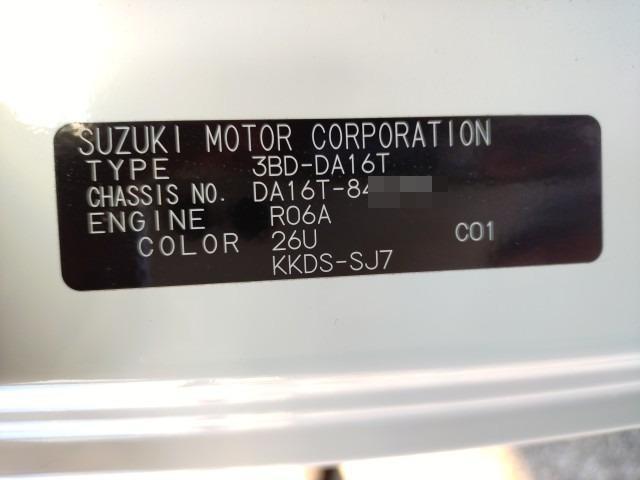 SUZUKI MOTOR CORPORATION
TYPE 3BD-DA16T
CHASSIS NO. DA16T-84
ENGINE R06A
COLOR 26U C01
KKDS-SJ7